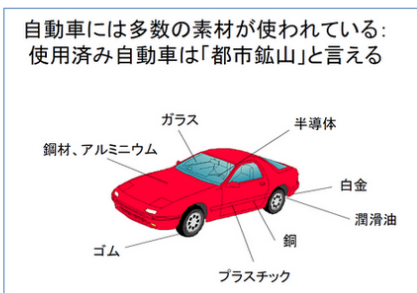 自動車には多数の素材が使われている:
使用済み自動車は「都市鉱山」と言える
ガラス
半導体
鋼材、アルミニウム
白金
潤滑油
銅
ゴム
プラスチック